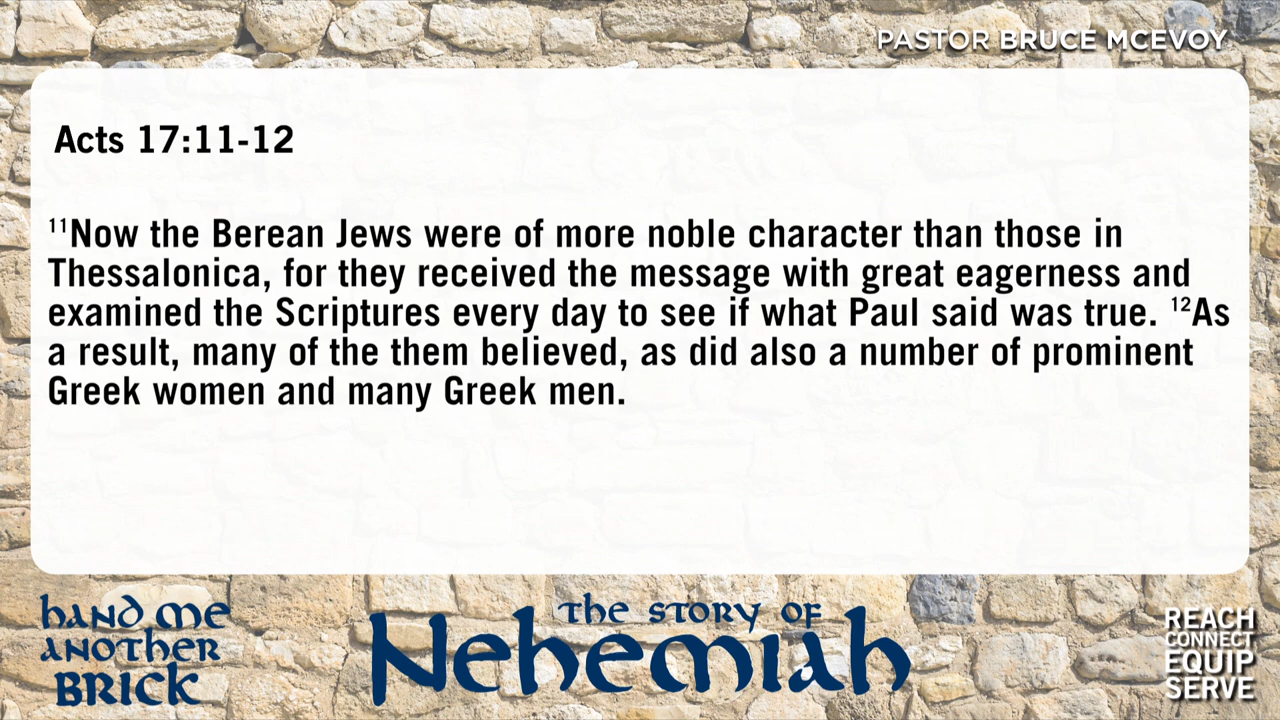 PASTOR BRUCE MCEVOY
Acts 17:11-12
¹¹Now the Berean Jews were of more noble character than those in
Thessalonica, for they received the message with great eagerness and
examined the Scriptures every day to see if what Paul said was true. ¹²As
a result, many of the them believed, as did also a number of prominent
Greek women and many Greek men.
hand me
another
BRICK
the story of
Nehemiah
REACH
CONNECT
EQUIP
SERVE